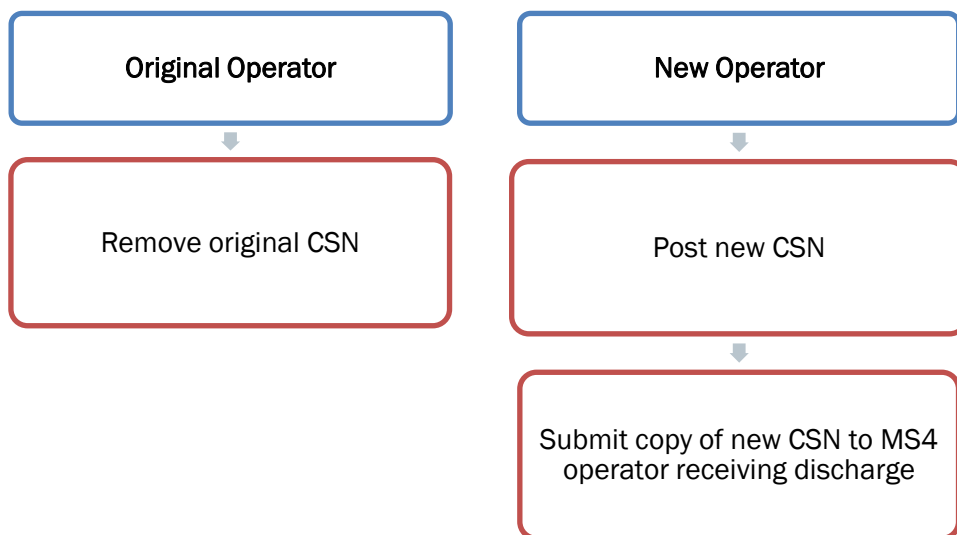 Original Operator
Remove original CSN
New Operator
Post new CSN
Submit copy of new CSN to MS4
operator receiving discharge